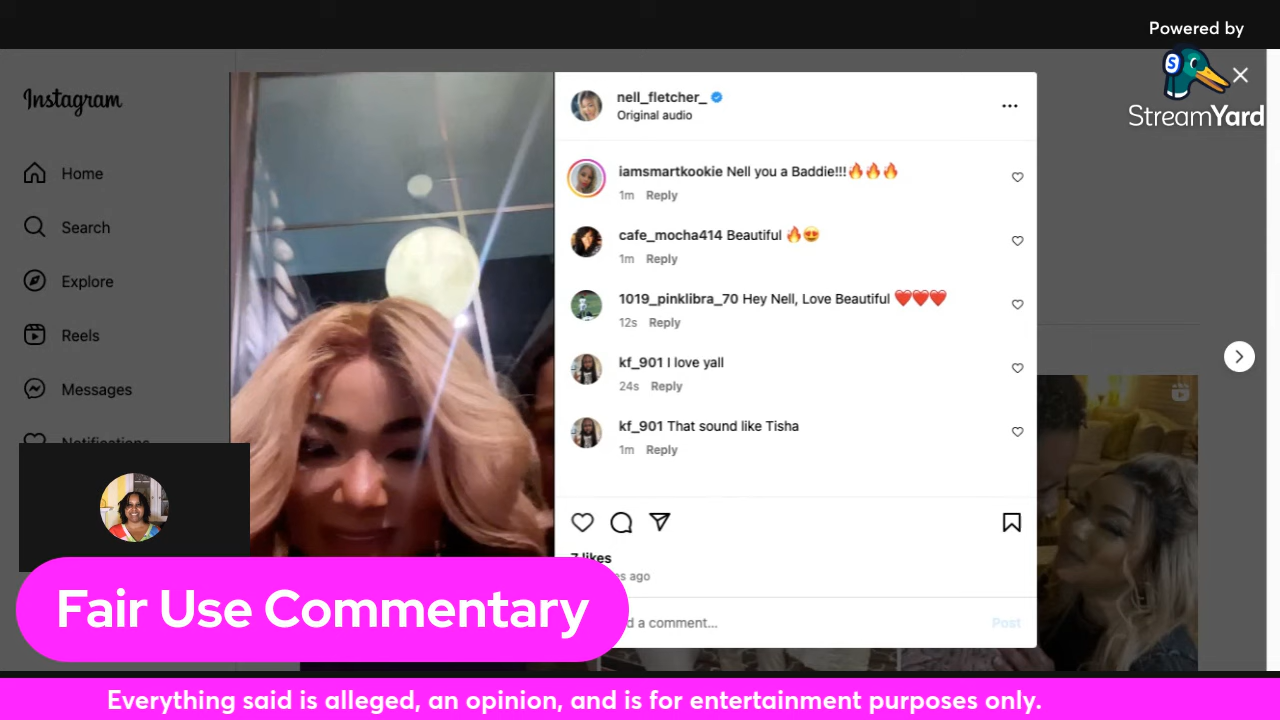 Powered by
StreamYard
Instagram
Home
Search
Explore
Reels
Messages
Notifications
nell_fletcher_
Original audio
iamsmartkookie Nell you a Baddie!!!🔥🔥🔥
1m Reply
cafe_mocha414 Beautiful 🔥😍
1m Reply
1019_pinklibra_70 Hey Nell, Love Beautiful ❤️❤️❤️
12s Reply
kf_901 I love yall
24s Reply
kf_901 That sound like Tisha
1m Reply
7 likes
ago
a comment...
Post
Fair Use Commentary
Everything said is alleged, an opinion, and is for entertainment purposes only.